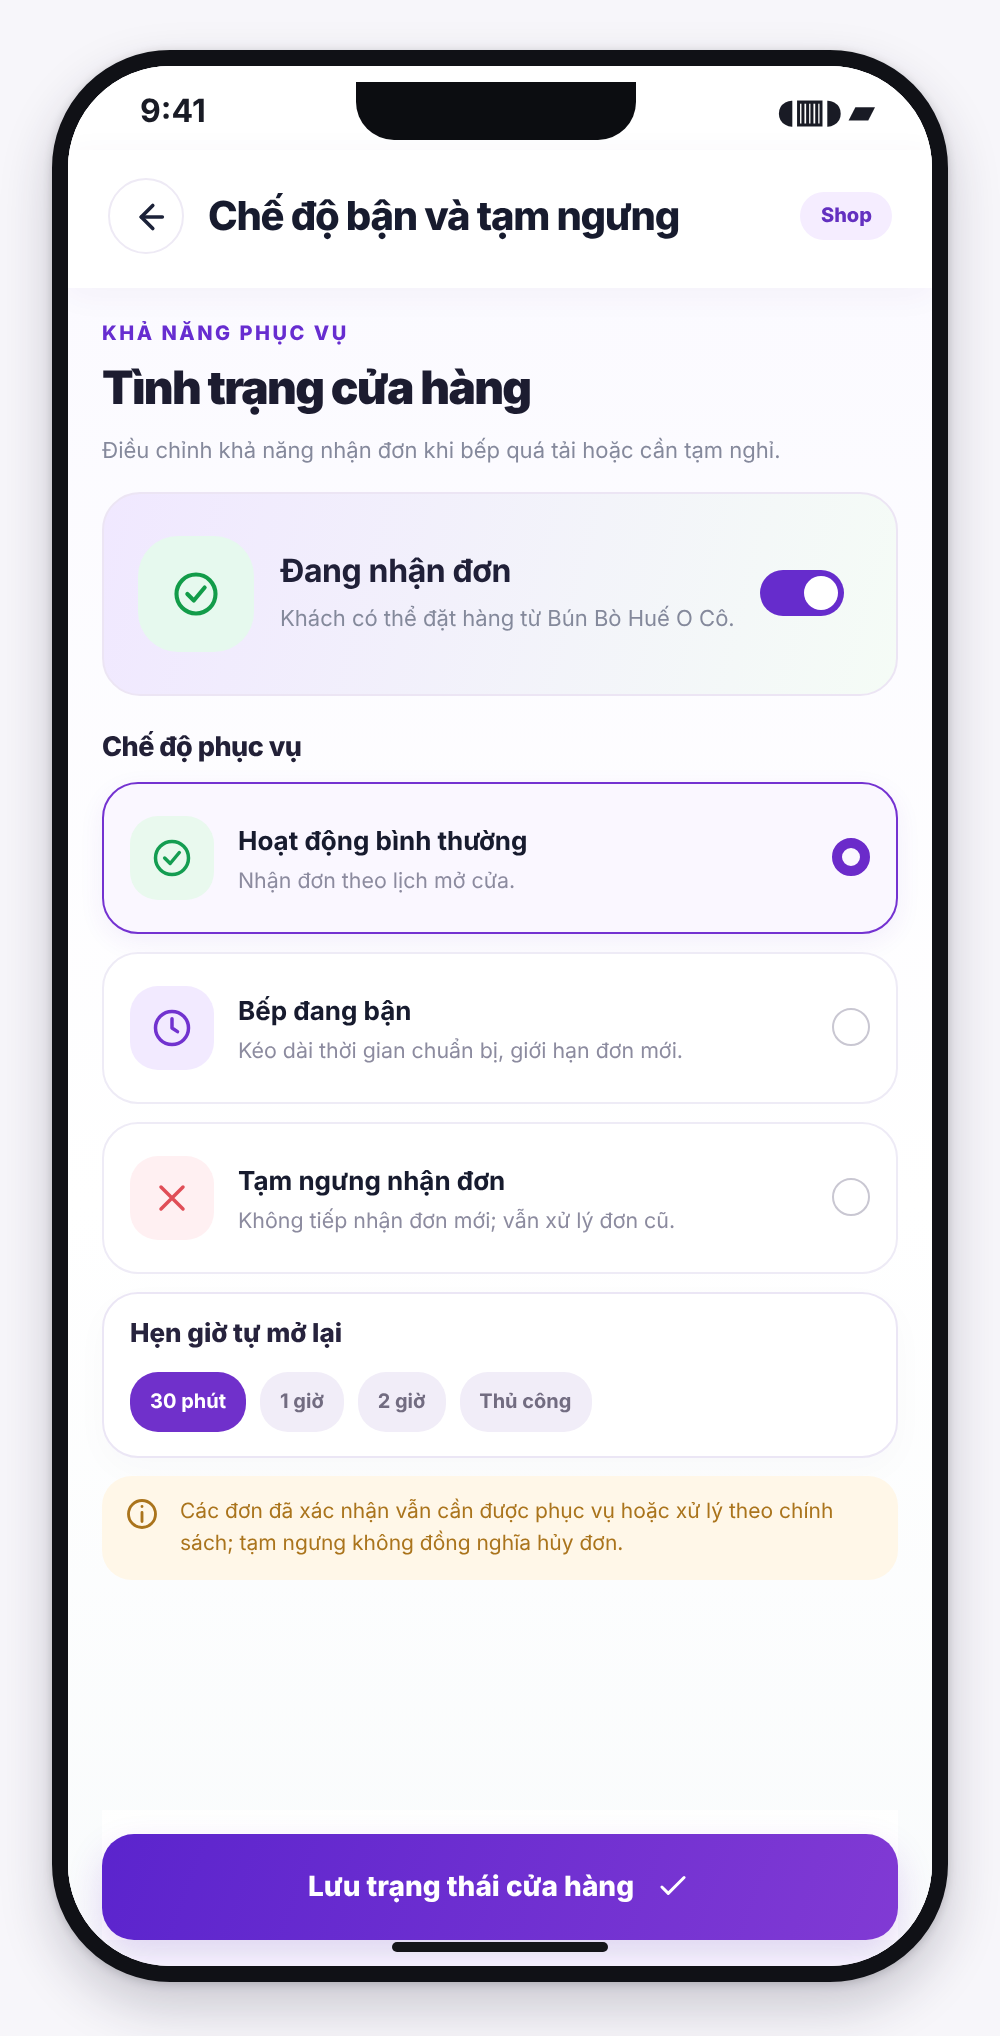 9:41
Chế độ bận và tạm ngưng
Shop
KHẢ NĂNG PHỤC VỤ
Tình trạng cửa hàng
Điều chỉnh khả năng nhận đơn khi bếp quá tải hoặc cần tạm nghỉ.
Đang nhận đơn
Khách có thể đặt hàng từ Bún Bò Huế O Cô.
Chế độ phục vụ
Hoạt động bình thường
Nhận đơn theo lịch mở cửa.
Bếp đang bận
Kéo dài thời gian chuẩn bị, giới hạn đơn mới.
Tạm ngưng nhận đơn
Không tiếp nhận đơn mới; vẫn xử lý đơn cũ.
Hẹn giờ tự mở lại
30 phút
1 giờ
2 giờ
Thủ công
Các đơn đã xác nhận vẫn cần được phục vụ hoặc xử lý theo chính
sách; tạm ngưng không đồng nghĩa hủy đơn.
Lưu trạng thái cửa hàng